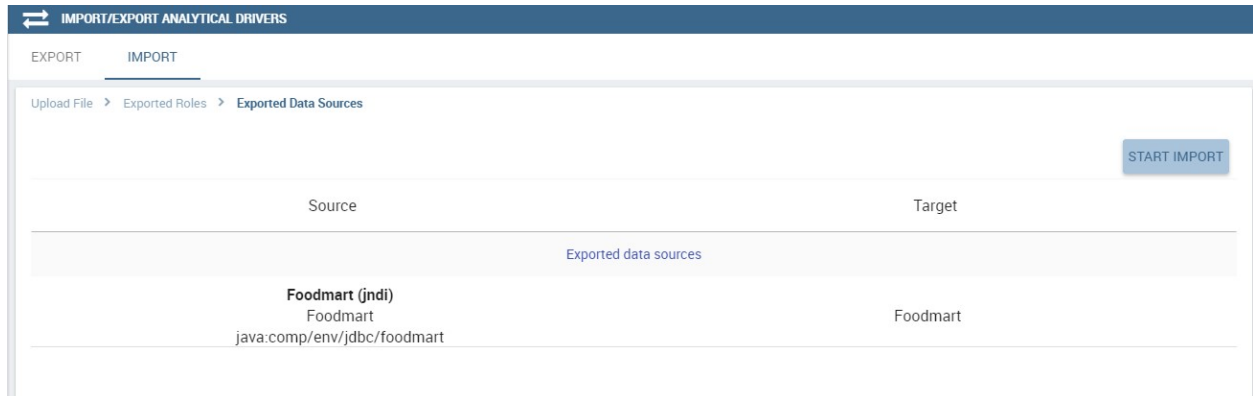 IMPORT/EXPORT ANALYTICAL DRIVERS
EXPORT IMPORT
Upload File > Exported Roles > Exported Data Sources
START IMPORT
Source Target
Exported data sources
Foodmart (jndi)
Foodmart Foodmart
java:comp/env/jdbc/foodmart